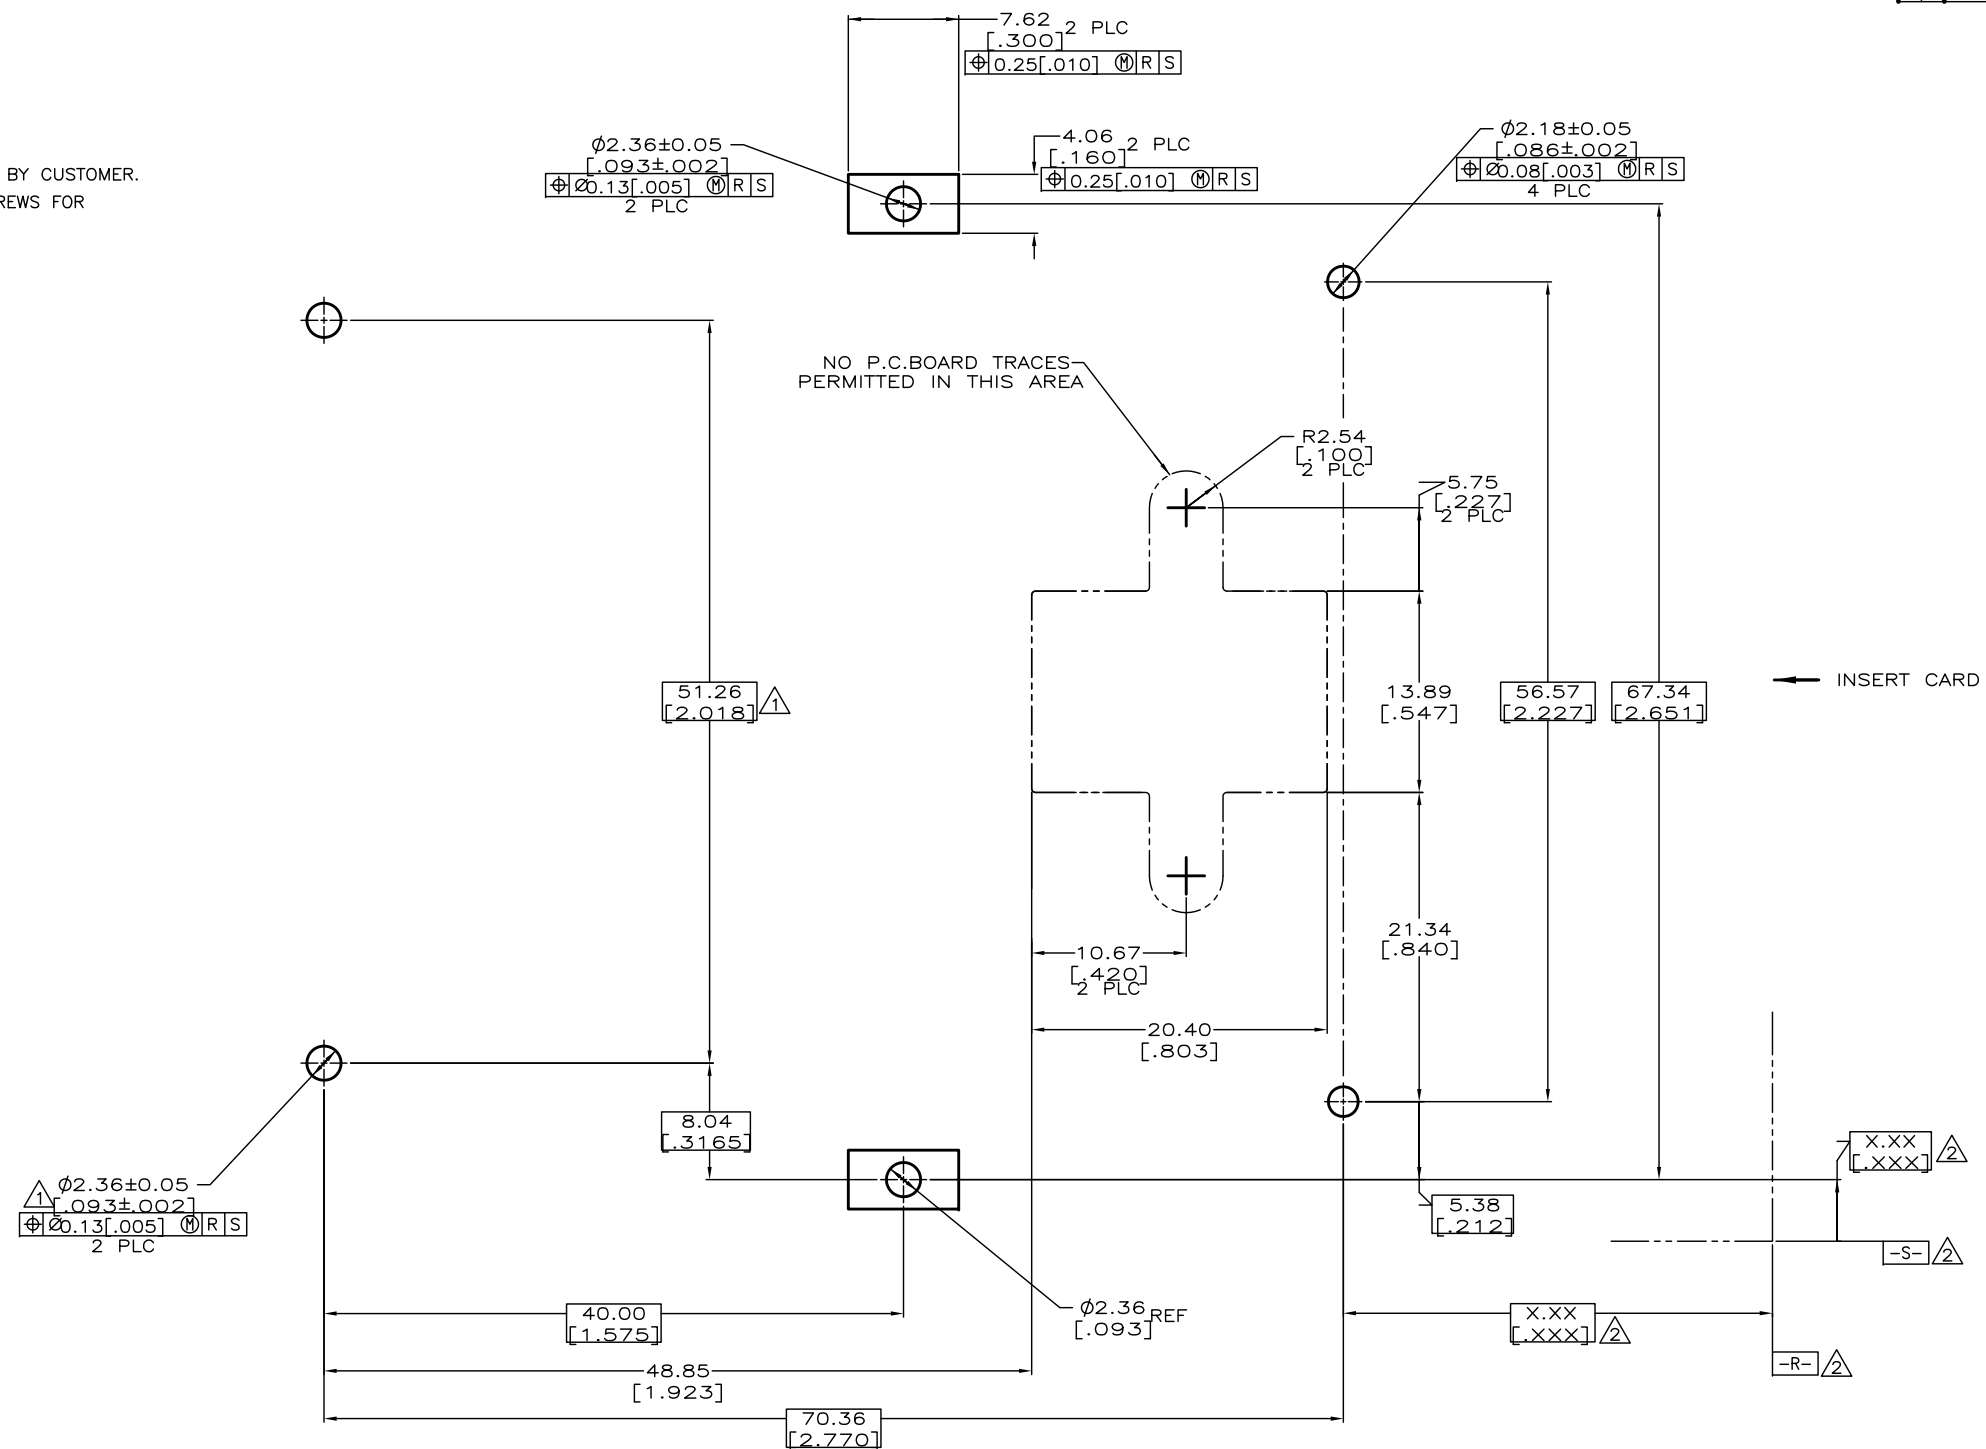 7.62
[.300] 2 PLC
⌖ 0.25[.010] Ⓜ R S
4.06
[.160] 2 PLC
⌖ 0.25[.010] Ⓜ R S
Ø2.36±0.05
[.093±.002]
⌖ Ø0.13[.005] Ⓜ R S
2 PLC
Ø2.18±0.05
[.086±.002]
⌖ Ø0.08[.003] Ⓜ R S
4 PLC
BY CUSTOMER.
REWS FOR
NO P.C.BOARD TRACES
PERMITTED IN THIS AREA
R2.54
[.100]
2 PLC
5.75
[.227]
2 PLC
51.26
[2.018] 1
13.89
[.547]
56.57
[2.227]
67.34
[2.651]
INSERT CARD
21.34
[.840]
10.67
[.420]
2 PLC
20.40
[.803]
8.04
[.3165]
X.XX
[.XXX] 2
1 Ø2.36±0.05
[.093±.002]
⌖ Ø0.13[.005] Ⓜ R S
2 PLC
5.38
[.212]
-S- 2
40.00
[1.575]
Ø2.36 REF
[.093]
X.XX
[.XXX] 2
-R- 2
48.85
[1.923]
70.36
[2.770]